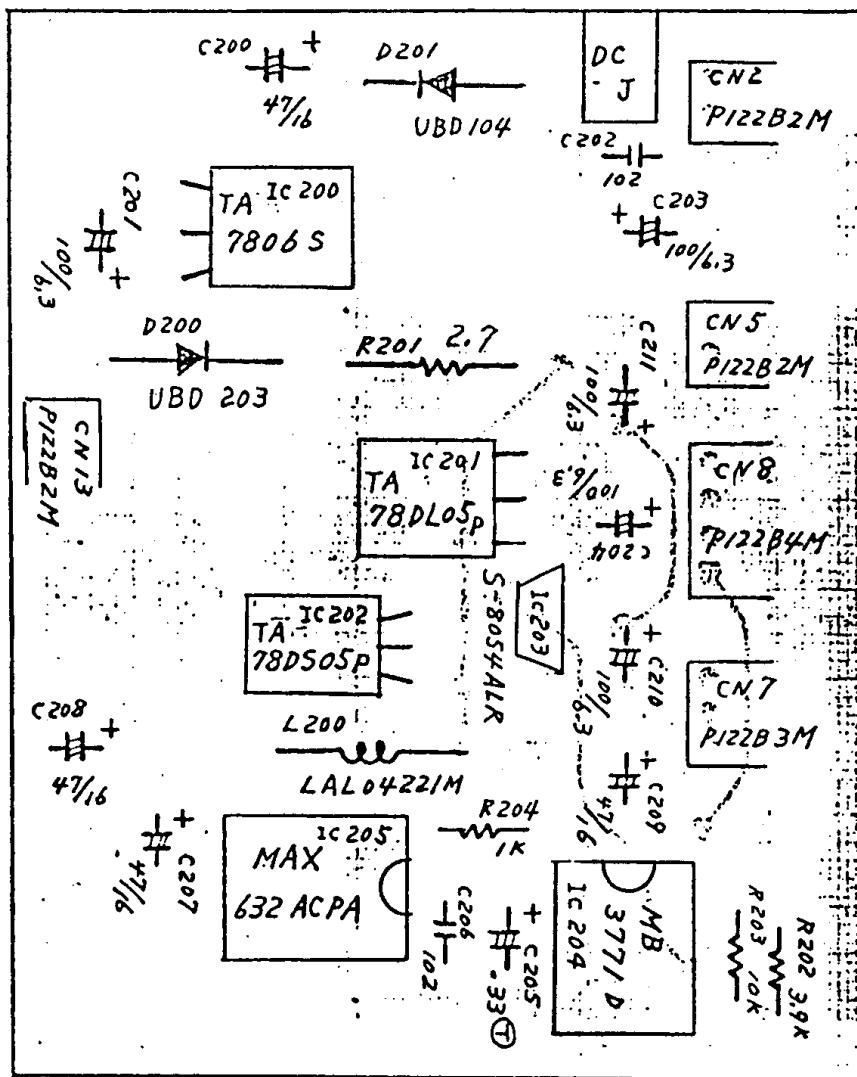 C200
47/16
D201
UBD104
DC
J
CN2
P122B2M
C202
102
C203
100/6.3
C201
100/6.3
IC200
TA
7806S
D200
UBD 203
R201 2.7
C211
100/6.3
CN5
P122B2M
CN13
P122B2M
IC201
TA
78DL05P
100/6.3
C204
CN8
P122B4M
S-8054ALR
IC203
IC202
TA
78DS05P
C210
100/6.3
CN7
P122B3M
C208
47/16
L200
LAL04221M
C209
47/16
R204
1K
C207
47/16
IC205
MAX
632ACPA
C206
102
C205
.33 T
MB
3771D
IC204
R203
10K
R202
3.9K